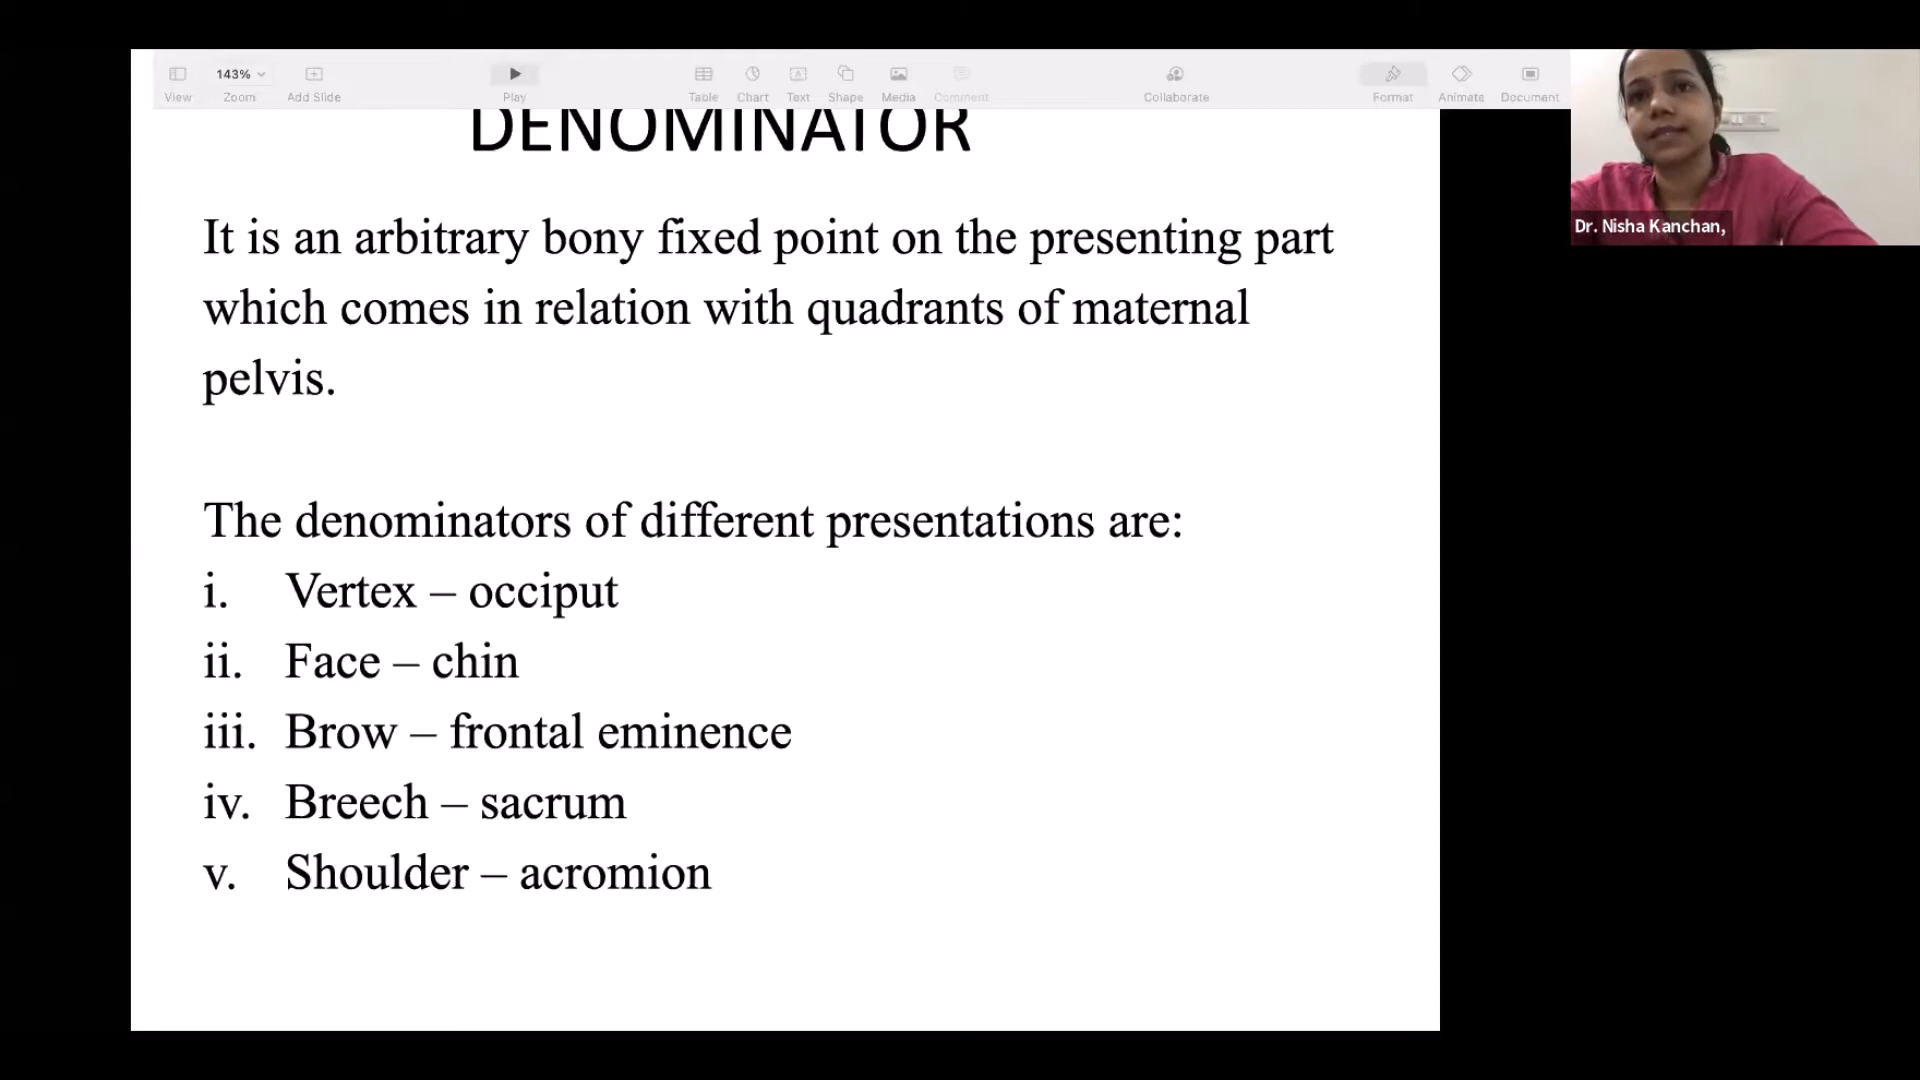 143%
View Zoom Add Slide Play Table Chart Text Shape Media Comment Collaborate Format Animate Document
DENOMINATOR
It is an arbitrary bony fixed point on the presenting part
which comes in relation with quadrants of maternal
pelvis.
The denominators of different presentations are:
i. Vertex – occiput
ii. Face – chin
iii. Brow – frontal eminence
iv. Breech – sacrum
v. Shoulder – acromion
Dr. Nisha Kanchan,